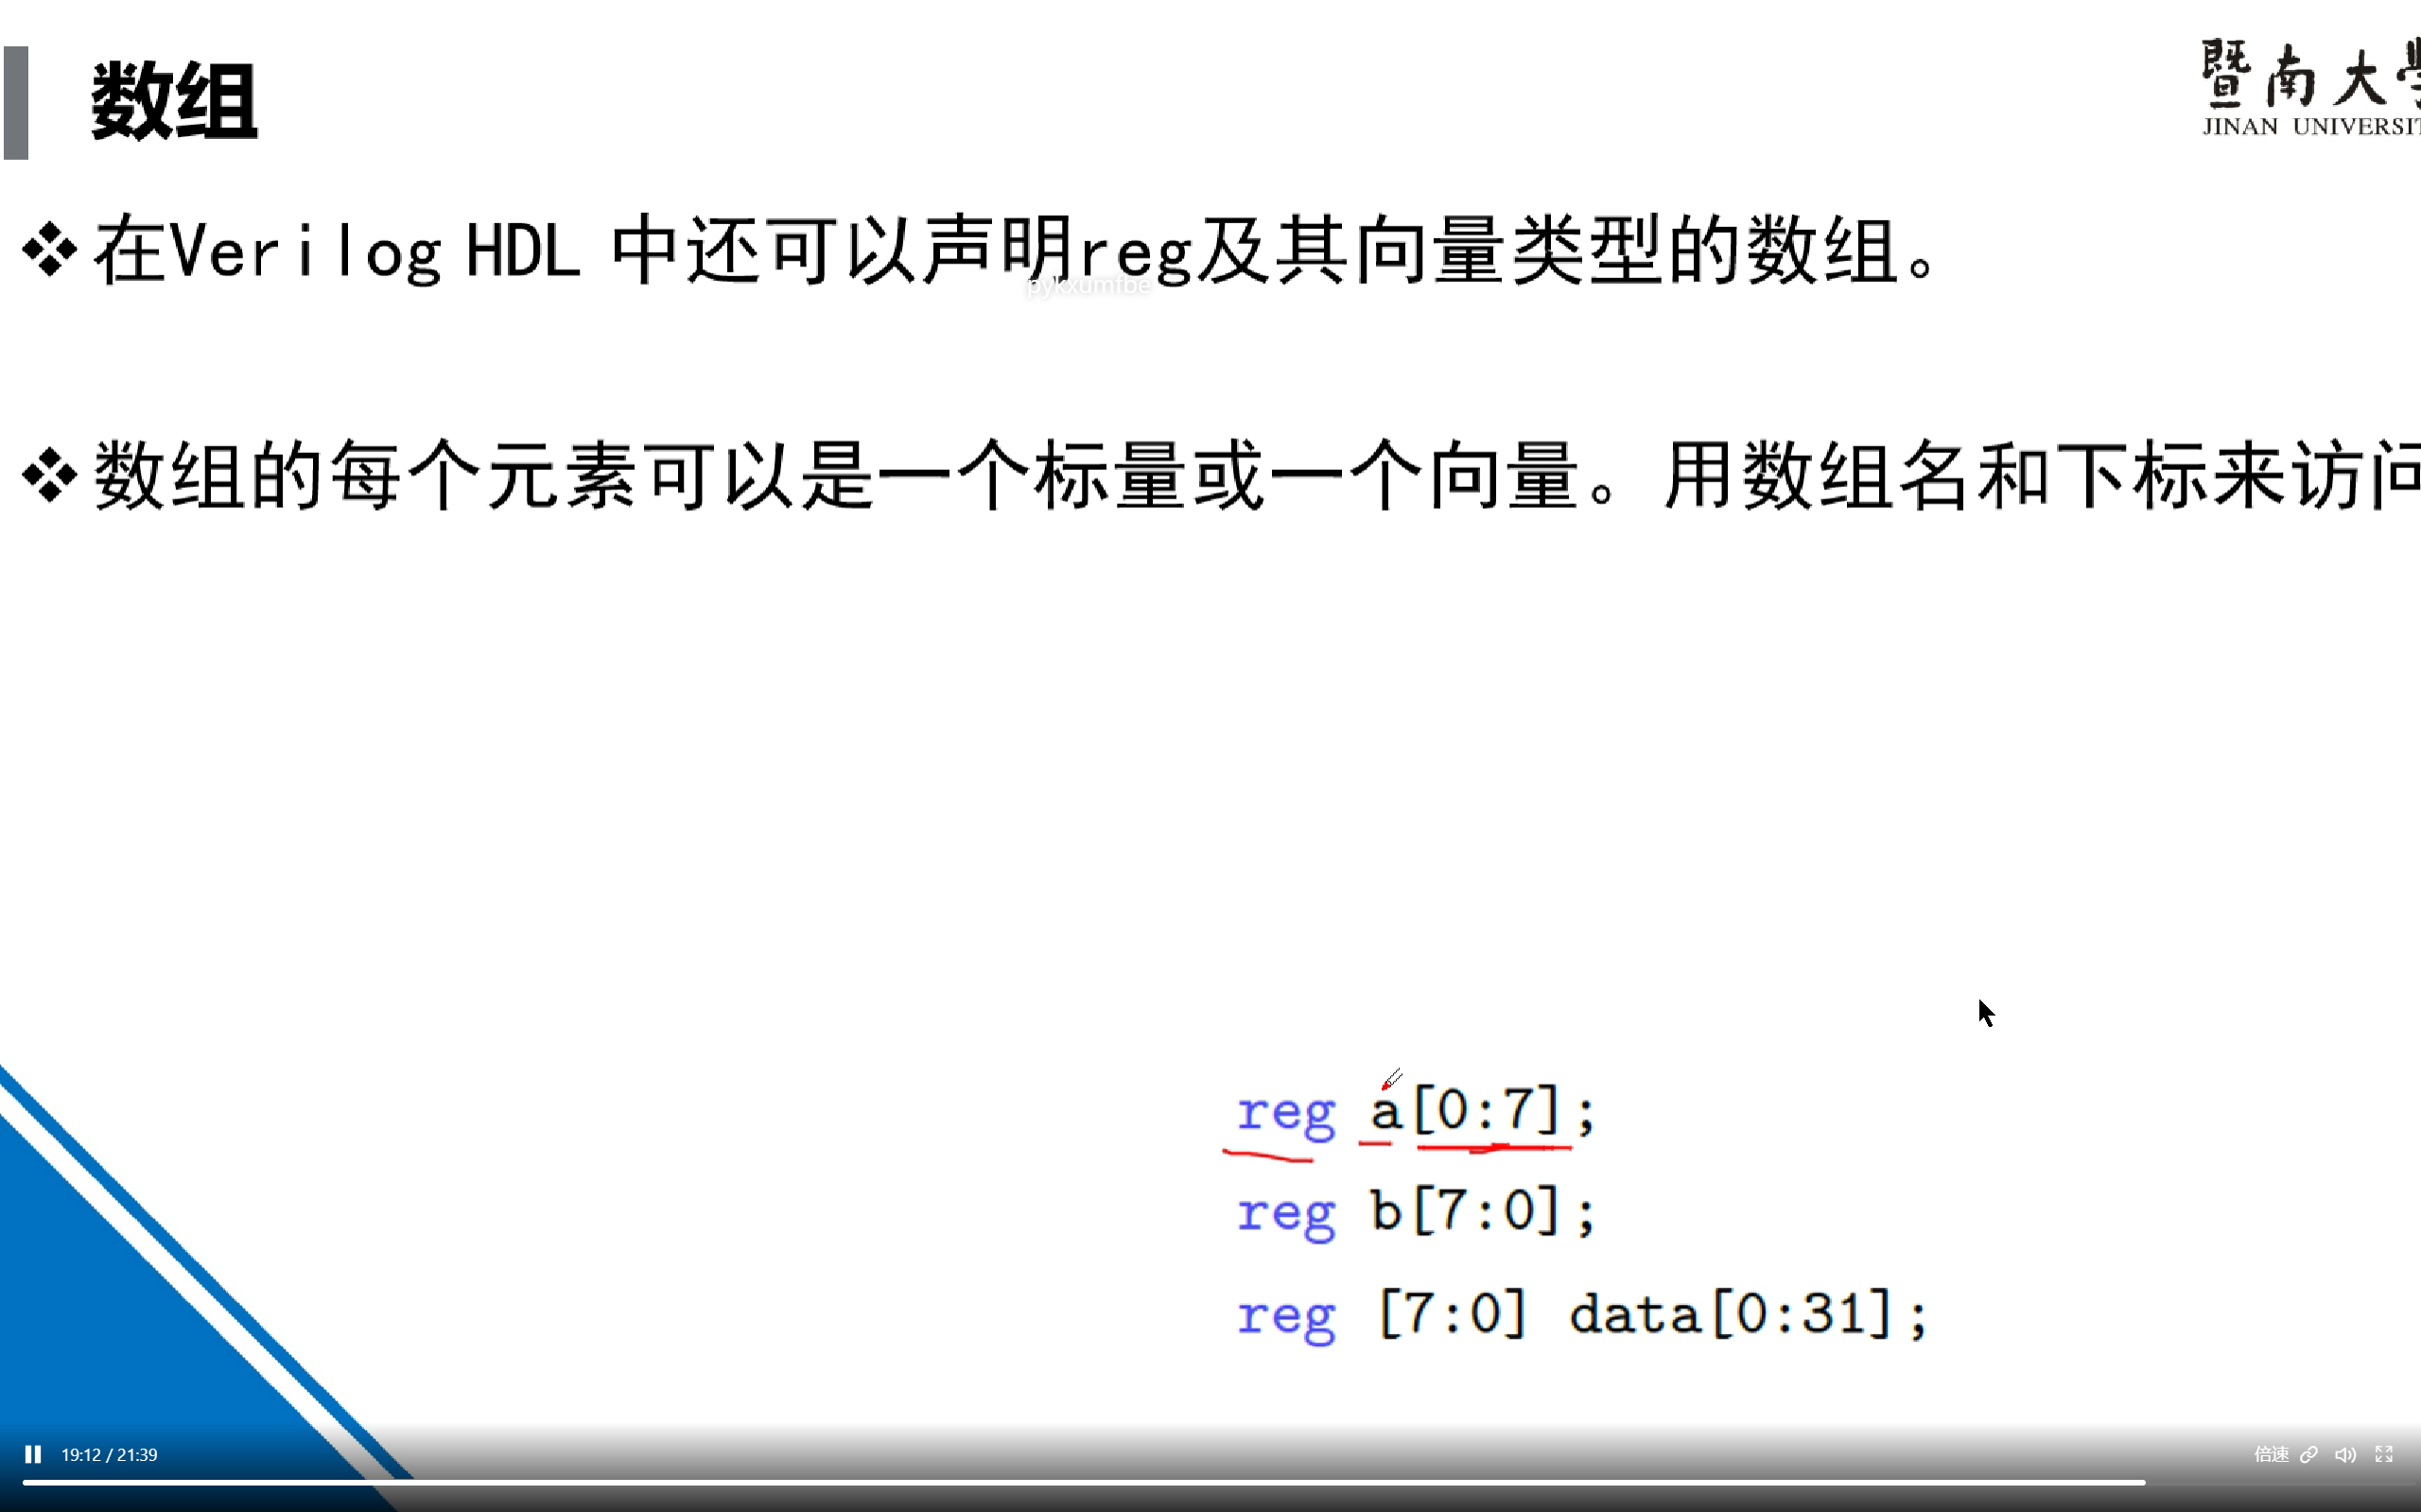 数组
暨南大學
JINAN UNIVERSIT
在Verilog HDL 中还可以声明reg及其向量类型的数组。
pykxumfbe
数组的每个元素可以是一个标量或一个向量。用数组名和下标来访问
reg a[0:7];
reg b[7:0];
reg [7:0] data[0:31];
19:12 / 21:39
倍速